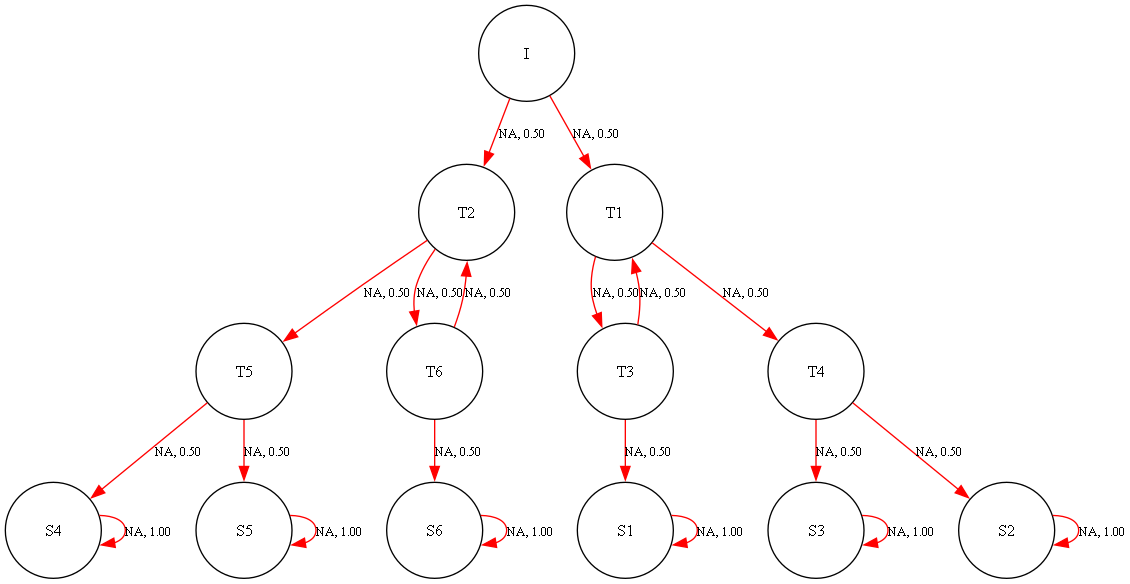 I
NA, 0.50
NA, 0.50
T2
T1
NA, 0.50
NA, 0.50
NA, 0.50
NA, 0.50
NA, 0.50
NA, 0.50
T5
T6
T3
T4
NA, 0.50
NA, 0.50
NA, 0.50
NA, 0.50
NA, 0.50
NA, 0.50
S4
NA, 1.00
S5
NA, 1.00
S6
NA, 1.00
S1
NA, 1.00
S3
NA, 1.00
S2
NA, 1.00